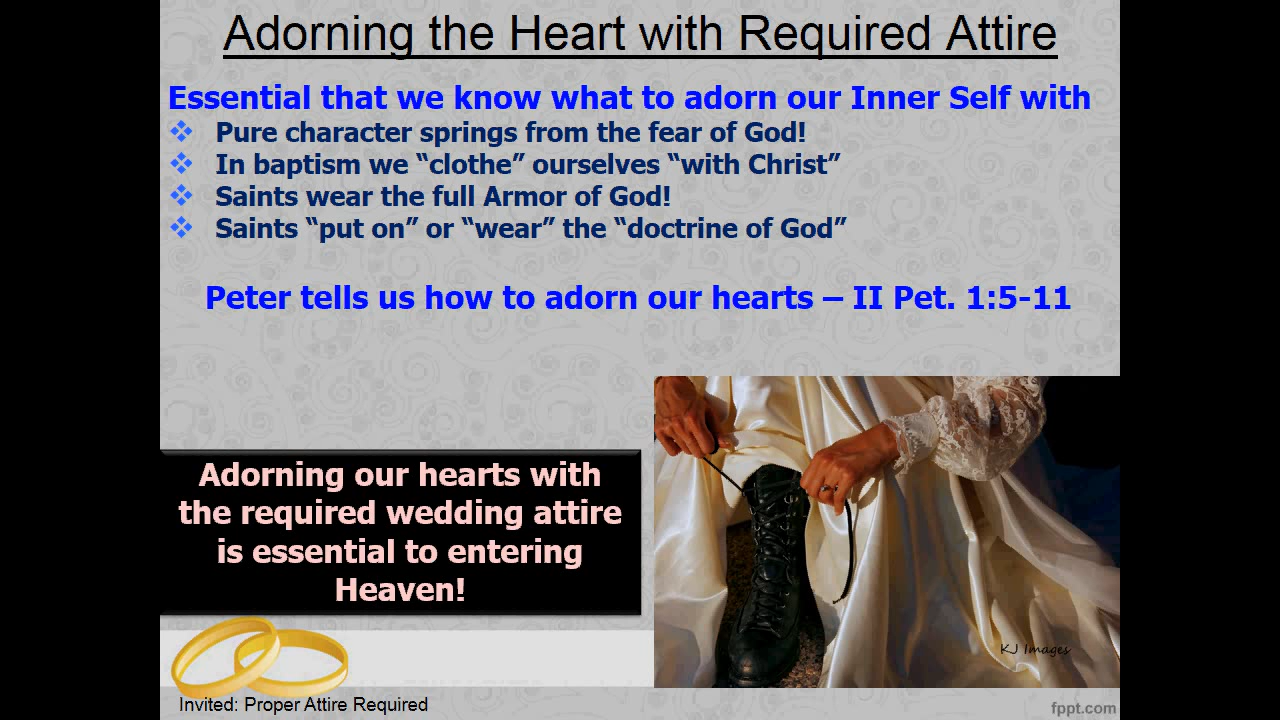 Adorning the Heart with Required Attire
Essential that we know what to adorn our Inner Self with
Pure character springs from the fear of God!
In baptism we “clothe” ourselves “with Christ”
Saints wear the full Armor of God!
Saints “put on” or “wear” the “doctrine of God”
Peter tells us how to adorn our hearts – II Pet. 1:5-11
Adorning our hearts with
the required wedding attire
is essential to entering
Heaven!
KJ Images
Invited: Proper Attire Required
fppt.com